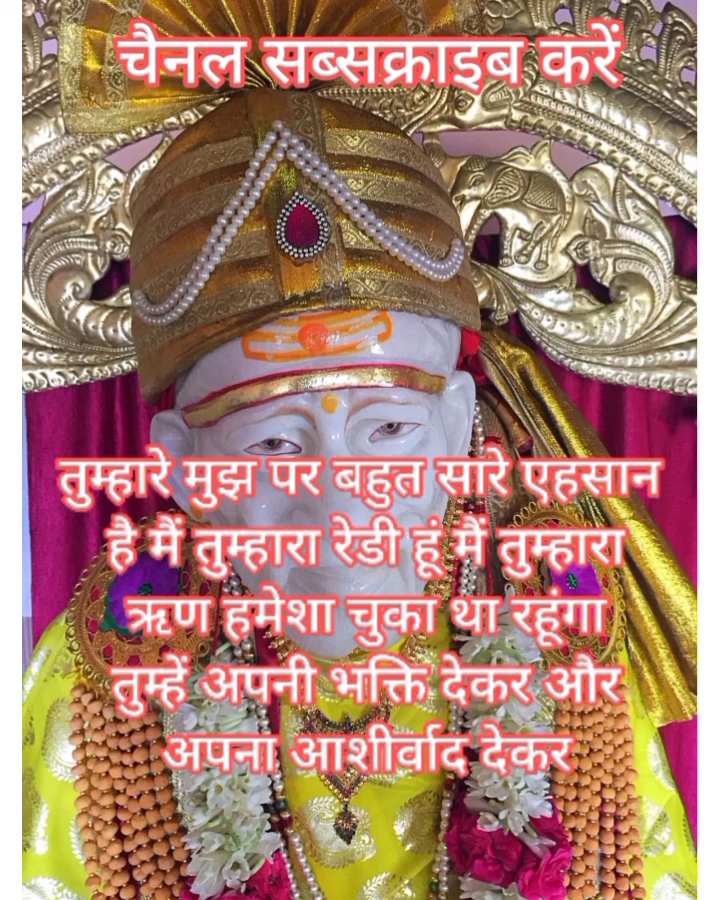 चैनल सब्सक्राइब करें
तुम्हारे मुझ पर बहुत सारे एहसान
है मैं तुम्हारा रेडी हूं मैं तुम्हारा
ऋण हमेशा चुका था रहूंगा
तुम्हें अपनी भक्ति देकर और
अपना आशीर्वाद देकर